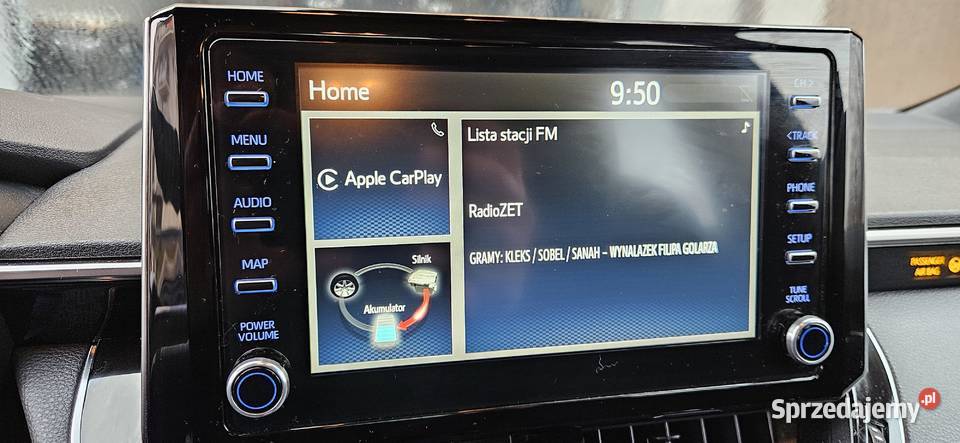 HOME
MENU
AUDIO
MAP
POWER
VOLUME
Home
9:50
Apple CarPlay
Silnik
Akumulator
Lista stacji FM
RadioZET
GRAMY: KLEKS / SOBEL / SANAH – WYNALAZEK FILIPA GOLARZA
CH >
<TRACK
PHONE
SETUP
TUNE
SCROLL
PASSENGER
AIR BAG
Sprzedajemy.pl